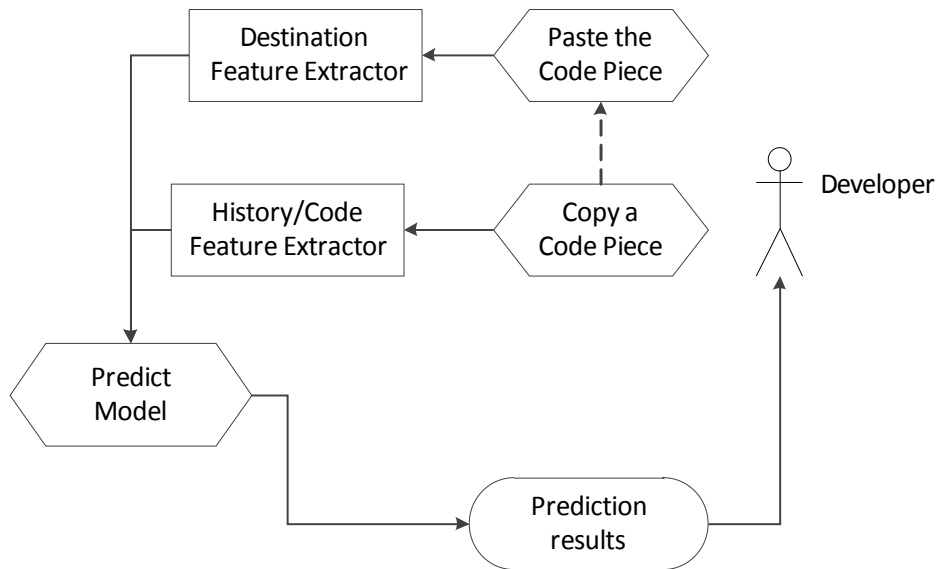 Destination
Feature Extractor
Paste the
Code Piece
History/Code
Feature Extractor
Copy a
Code Piece
Developer
Predict
Model
Prediction
results